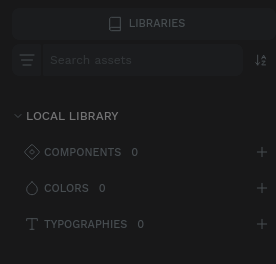 LIBRARIES
Search assets
LOCAL LIBRARY
COMPONENTS 0
COLORS 0
TYPOGRAPHIES 0